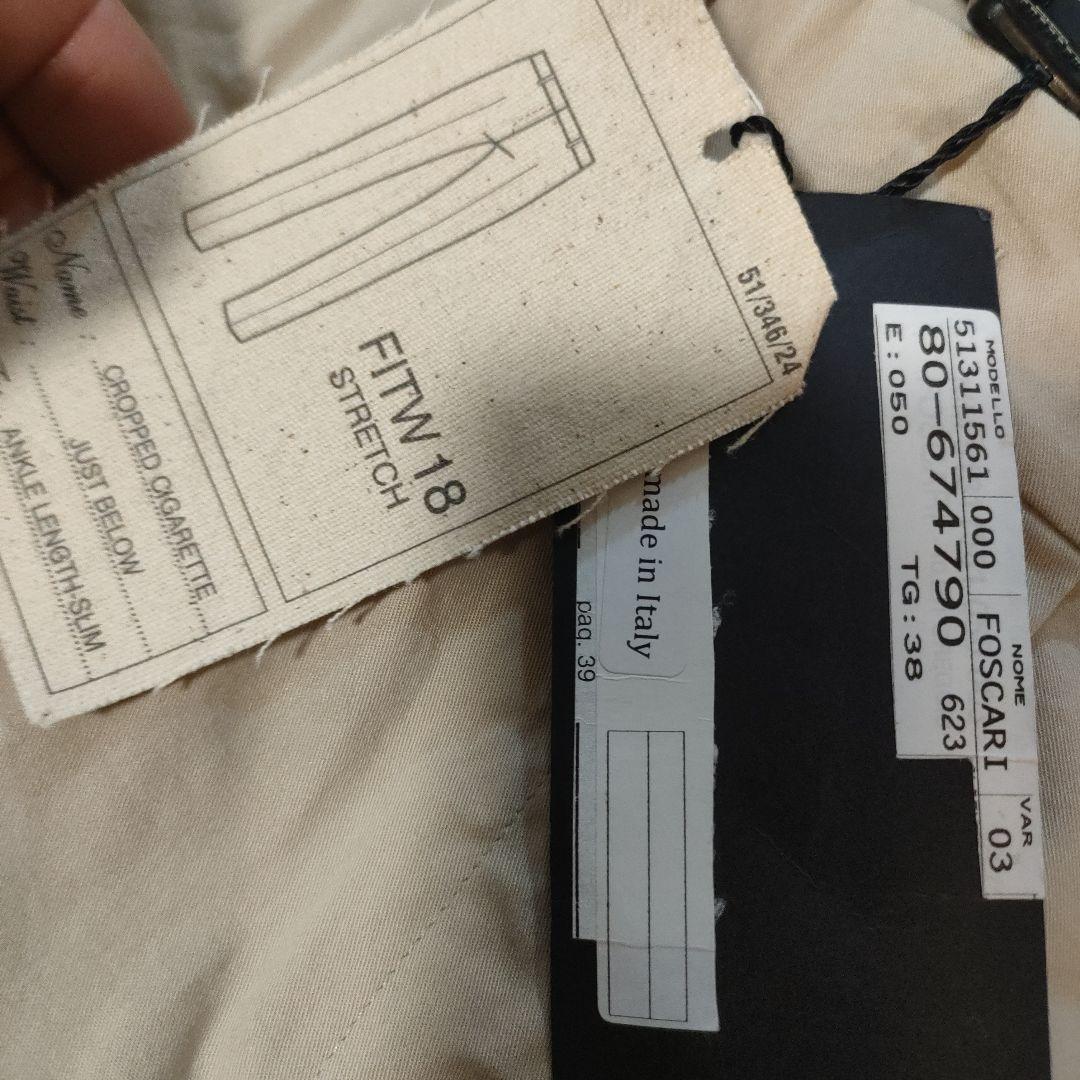 51/346/24
FITW 18
STRETCH
Name : CROPPED CIGARETTE
Waist : JUST BELOW
ANKLE LENGTH-SLIM
made in Italy
pag. 39
MODELLO NOME VAR
51311561 000 FOSCARI 03
80-674790 623
E:050 TG:38